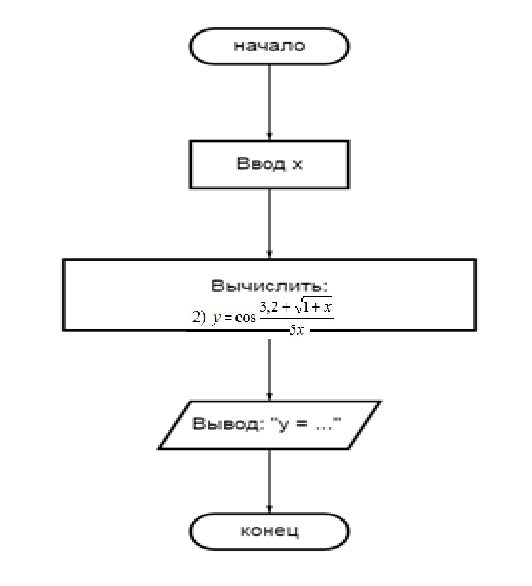 начало
Ввод x
Вычислить:
2) y = cos (3,2 + √(1 + x)) / 5x
Вывод: "y = ..."
конец